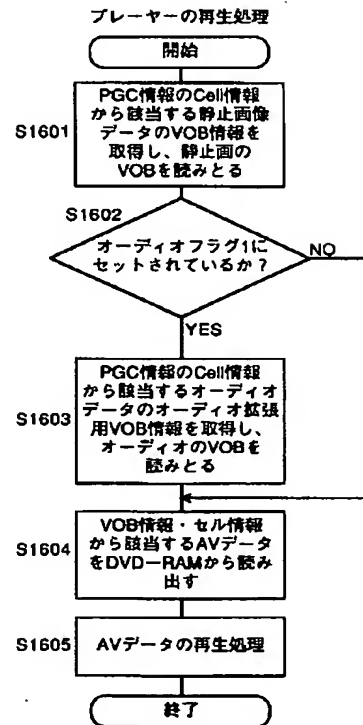 プレーヤーの再生処理
開始
S1601
PGC情報のCell情報
から該当する静止画像
データのVOB情報を
取得し、静止画の
VOBを読みとる
S1602
オーディオフラグ1に
セットされているか？
NO
YES
S1603
PGC情報のCell情報
から該当するオーディオ
データのオーディオ拡張
用VOB情報を取得し、
オーディオのVOBを
読みとる
S1604
VOB情報・セル情報
から該当するAVデータ
をDVD－RAMから読み
出す
S1605
AVデータの再生処理
終了